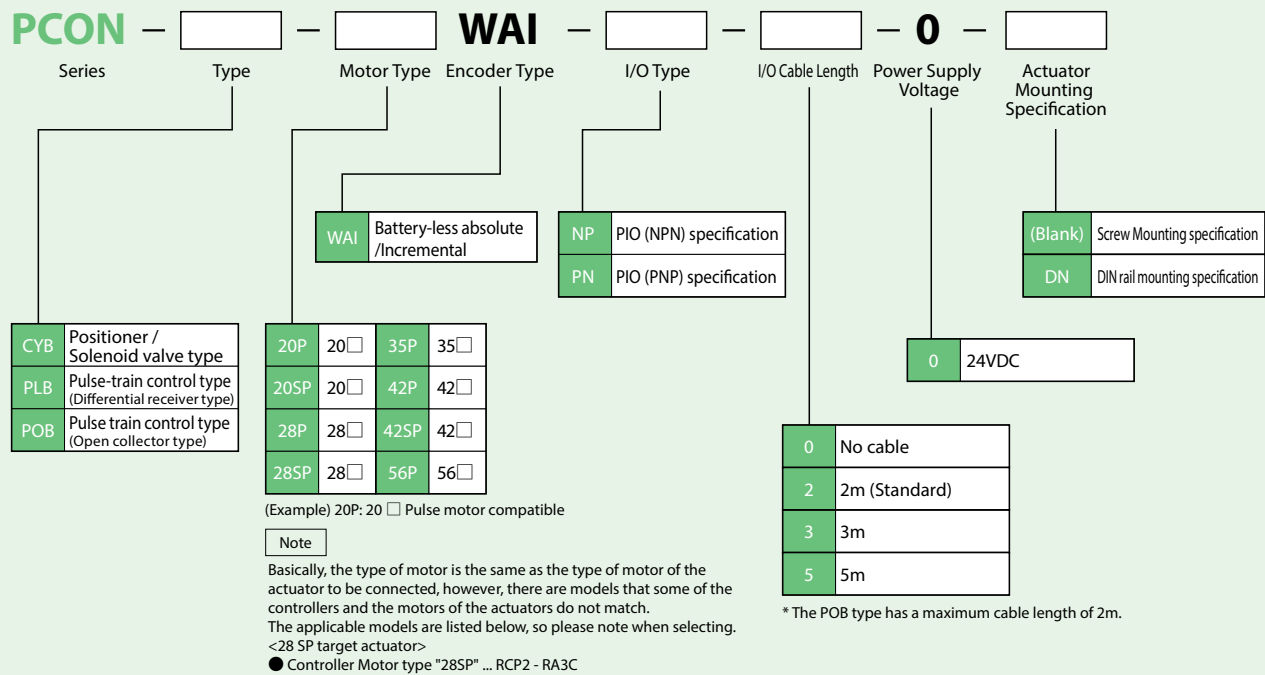 PCON – – WAI – – – 0 –
Series Type Motor Type Encoder Type I/O Type I/O Cable Length Power Supply Voltage Actuator Mounting Specification
WAI Battery-less absolute /Incremental
NP PIO (NPN) specification
PN PIO (PNP) specification
(Blank) Screw Mounting specification
DN DIN rail mounting specification
CYB Positioner / Solenoid valve type
PLB Pulse-train control type (Differential receiver type)
POB Pulse train control type (Open collector type)
20P 20□ 35P 35□
20SP 20□ 42P 42□
28P 28□ 42SP 42□
28SP 28□ 56P 56□
(Example) 20P: 20 □ Pulse motor compatible
0 24VDC
0 No cable
2 2m (Standard)
3 3m
5 5m
* The POB type has a maximum cable length of 2m.
Note
Basically, the type of motor is the same as the type of motor of the
actuator to be connected, however, there are models that some of the
controllers and the motors of the actuators do not match.
The applicable models are listed below, so please note when selecting.
<28 SP target actuator>
● Controller Motor type "28SP" ... RCP2 - RA3C